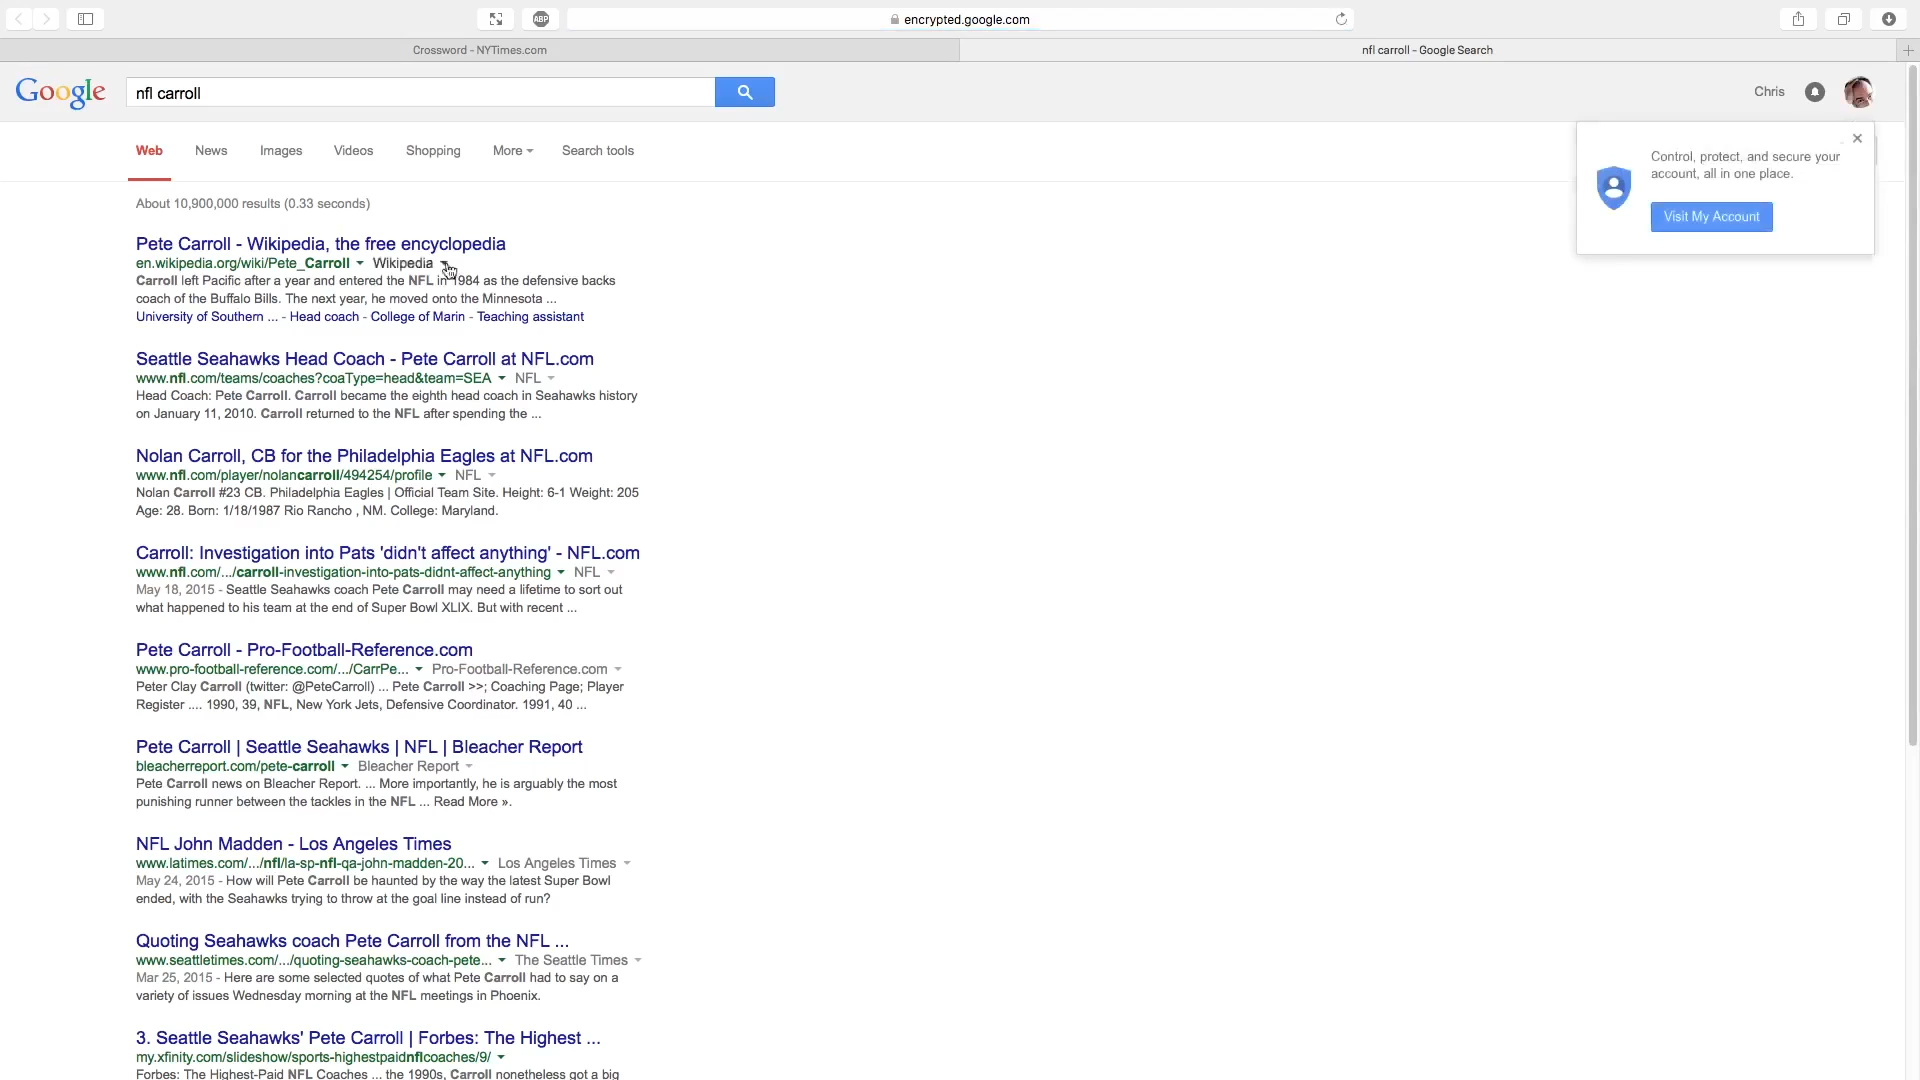 ABP
encrypted.google.com
Crossword - NYTimes.com
nfl carroll - Google Search
Google
nfl carroll
Chris
Web
News
Images
Videos
Shopping
More
Search tools
Control, protect, and secure your
account, all in one place.
Visit My Account
About 10,900,000 results (0.33 seconds)
Pete Carroll - Wikipedia, the free encyclopedia
en.wikipedia.org/wiki/Pete_Carroll Wikipedia
Carroll left Pacific after a year and entered the NFL in 1984 as the defensive backs
coach of the Buffalo Bills. The next year, he moved onto the Minnesota ...
University of Southern ... - Head coach - College of Marin - Teaching assistant
Seattle Seahawks Head Coach - Pete Carroll at NFL.com
www.nfl.com/teams/coaches?coaType=head&team=SEA NFL
Head Coach: Pete Carroll. Carroll became the eighth head coach in Seahawks history
on January 11, 2010. Carroll returned to the NFL after spending the ...
Nolan Carroll, CB for the Philadelphia Eagles at NFL.com
www.nfl.com/player/nolancarroll/494254/profile NFL
Nolan Carroll #23 CB. Philadelphia Eagles | Official Team Site. Height: 6-1 Weight: 205
Age: 28. Born: 1/18/1987 Rio Rancho , NM. College: Maryland.
Carroll: Investigation into Pats 'didn't affect anything' - NFL.com
www.nfl.com/.../carroll-investigation-into-pats-didnt-affect-anything NFL
May 18, 2015 - Seattle Seahawks coach Pete Carroll may need a lifetime to sort out
what happened to his team at the end of Super Bowl XLIX. But with recent ...
Pete Carroll - Pro-Football-Reference.com
www.pro-football-reference.com/.../CarrPe... Pro-Football-Reference.com
Peter Clay Carroll (twitter: @PeteCarroll) ... Pete Carroll >>; Coaching Page; Player
Register .... 1990, 39, NFL, New York Jets, Defensive Coordinator. 1991, 40 ...
Pete Carroll | Seattle Seahawks | NFL | Bleacher Report
bleacherreport.com/pete-carroll Bleacher Report
Pete Carroll news on Bleacher Report. ... More importantly, he is arguably the most
punishing runner between the tackles in the NFL ... Read More ».
NFL John Madden - Los Angeles Times
www.latimes.com/.../nfl/la-sp-nfl-qa-john-madden-20... Los Angeles Times
May 24, 2015 - How will Pete Carroll be haunted by the way the latest Super Bowl
ended, with the Seahawks trying to throw at the goal line instead of run?
Quoting Seahawks coach Pete Carroll from the NFL ...
www.seattletimes.com/.../quoting-seahawks-coach-pete... The Seattle Times
Mar 25, 2015 - Here are some selected quotes of what Pete Carroll had to say on a
variety of issues Wednesday morning at the NFL meetings in Phoenix.
3. Seattle Seahawks' Pete Carroll | Forbes: The Highest ...
my.xfinity.com/slideshow/sports-highestpaidnflcoaches/9/
Forbes: The Highest-Paid NFL Coaches ... the 1990s, Carroll nonetheless got a big